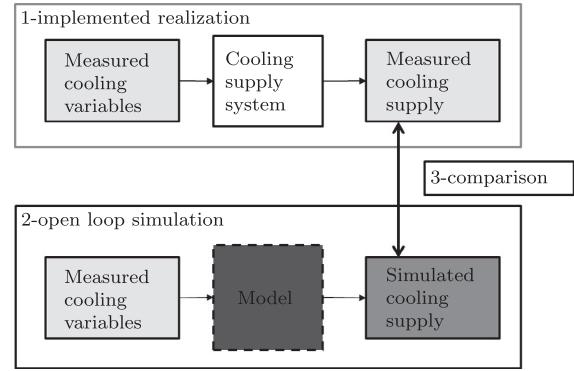 1-implemented realization
Measured
cooling
variables
Cooling
supply
system
Measured
cooling
supply
3-comparison
2-open loop simulation
Measured
cooling
variables
Model
Simulated
cooling
supply